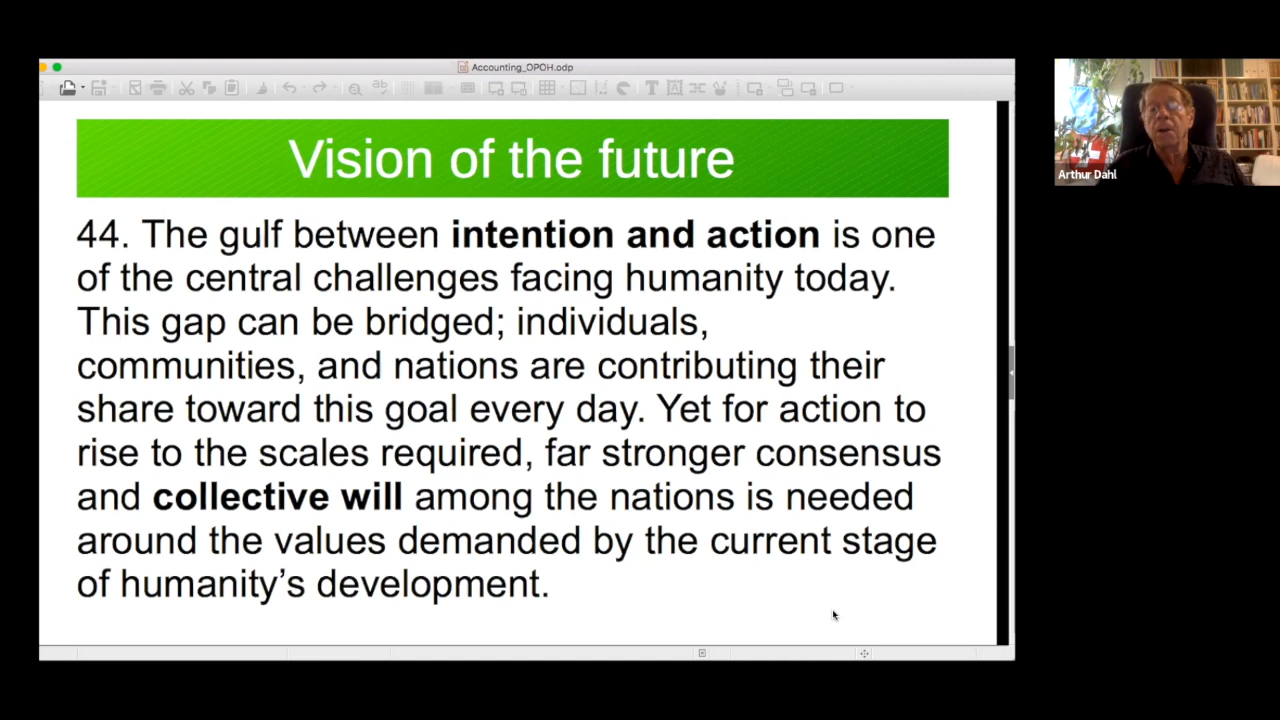 Accounting_OPOH.odp
Vision of the future
44. The gulf between intention and action is one
of the central challenges facing humanity today.
This gap can be bridged; individuals,
communities, and nations are contributing their
share toward this goal every day. Yet for action to
rise to the scales required, far stronger consensus
and collective will among the nations is needed
around the values demanded by the current stage
of humanity’s development.
Arthur Dahl